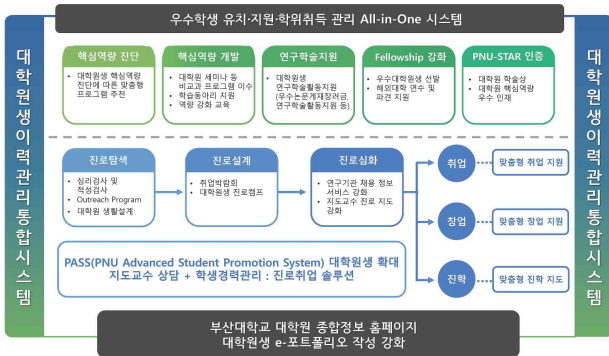 우수학생 유치·지원·학위취득 관리 All-in-One 시스템
대학원생이력관리통합시스템
핵심역량 진단
• 대학원생 핵심역량
진단에 따른 맞춤형
프로그램 추천
핵심역량 개발
• 대학원 세미나 등
비교과 프로그램 이수
• 학습동아리 지원
• 역량 강화 교육
연구학술지원
• 대학원생
연구학술활동지원
(우수논문게재장려금,
연구학술활동지원 등)
Fellowship 강화
• 우수대학원생 선발
• 해외대학 연수 및
파견 지원
PNU-STAR 인증
• 대학원 학술상
• 대학원 핵심역량
우수 인재
진로탐색
• 심리검사 및
적성검사
• Outreach Program
• 대학원 생활설계
진로설계
• 취업박람회
• 대학원생 진로캠프
진로심화
• 연구기관 채용 정보
서비스 강화
• 지도교수 진로 지도
강화
취업
맞춤형 취업 지원
창업
맞춤형 창업 지원
진학
맞춤형 진학 지도
PASS(PNU Advanced Student Promotion System) 대학원생 확대
지도교수 상담 + 학생경력관리 : 진로취업 솔루션
대학원생이력관리통합시스템
부산대학교 대학원 종합정보 홈페이지
대학원생 e-포트폴리오 작성 강화